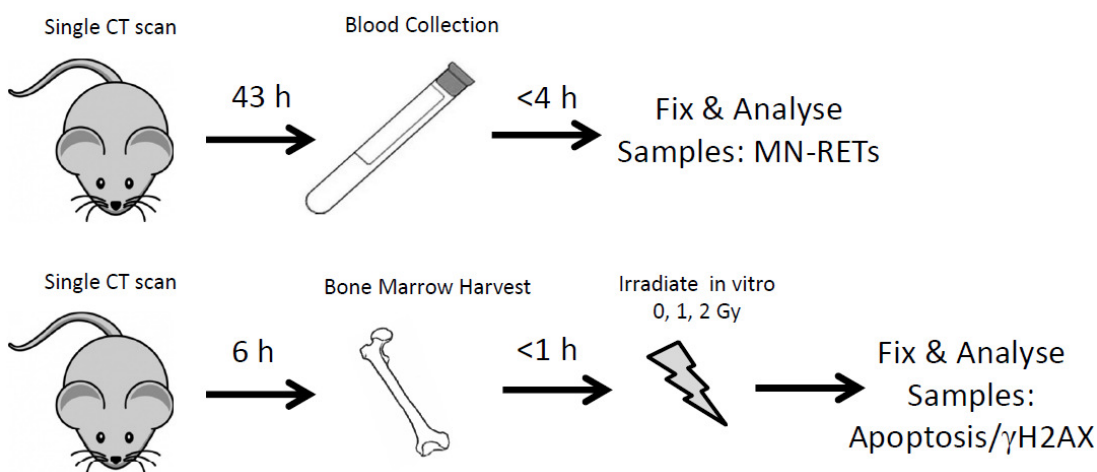 Single CT scan
Blood Collection
43 h
<4 h
Fix & Analyse
Samples: MN-RETs
Single CT scan
Bone Marrow Harvest
Irradiate in vitro
0, 1, 2 Gy
6 h
<1 h
Fix & Analyse
Samples:
Apoptosis/γH2AX